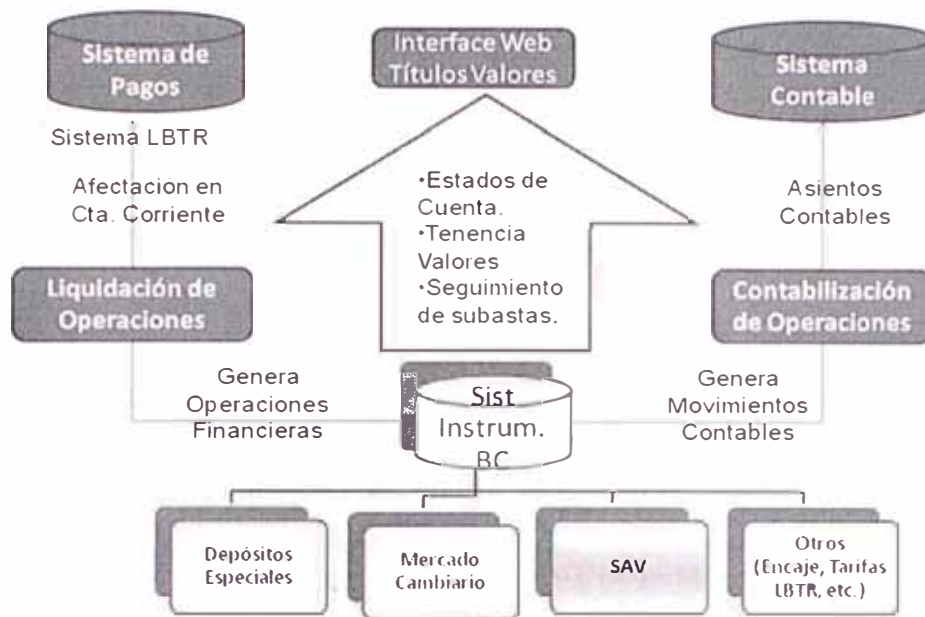 Sistema de
Pagos
Interface Web
Títulos Valores
Sistema
Contable
Sistema LBTR
Afectación en
Cta. Corriente
•Estados de
Cuenta.
•Tenencia
Valores
•Seguimiento
de subastas.
Asientos
Contables
Liquidación de
Operaciones
Contabilización
de Operaciones
Genera
Operaciones
Financieras
Sist
Instrum.
BC
Genera
Movimientos
Contables
Depósitos
Especiales
Mercado
Cambiario
SAV
Otros
(Encaje, Tarifas
LBTR, etc.)